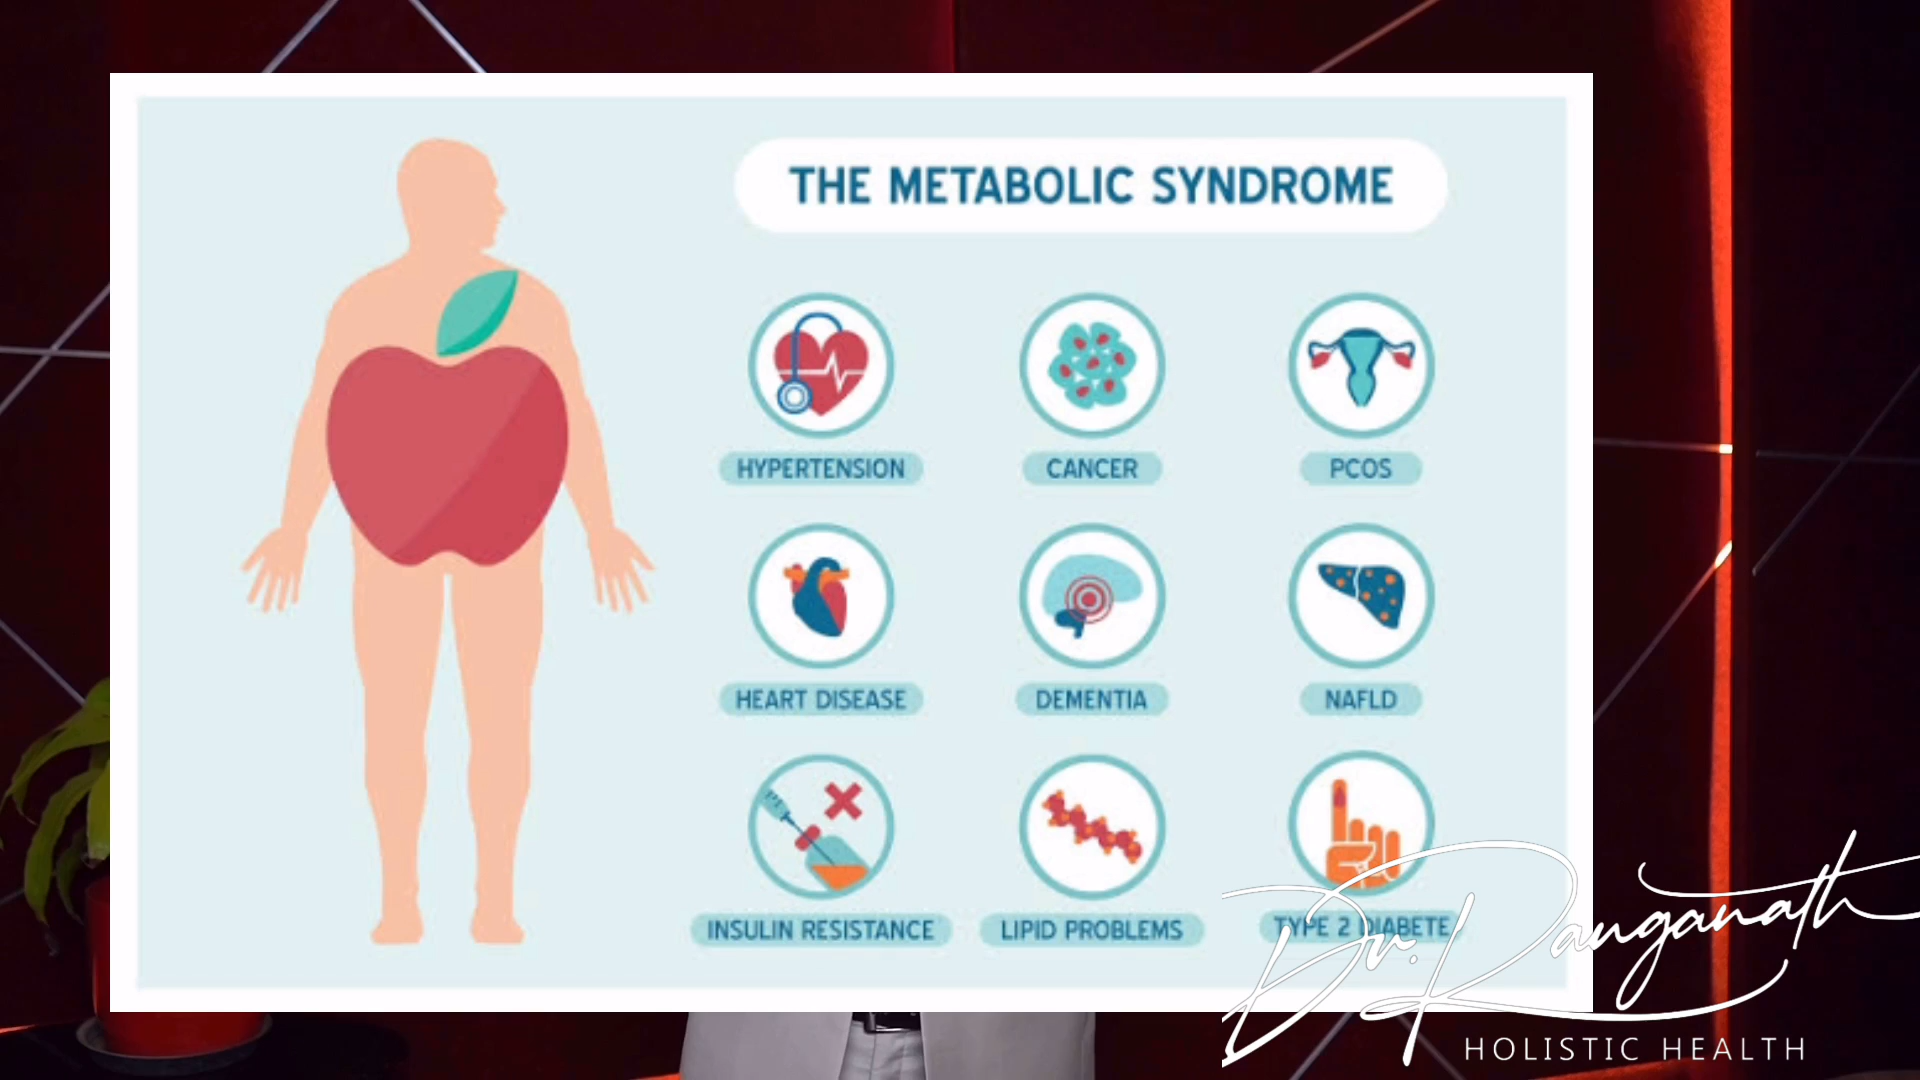 THE METABOLIC SYNDROME
HYPERTENSION
CANCER
PCOS
HEART DISEASE
DEMENTIA
NAFLD
INSULIN RESISTANCE
LIPID PROBLEMS
TYPE 2 DIABETE
Dr. Ranganath
HOLISTIC HEALTH